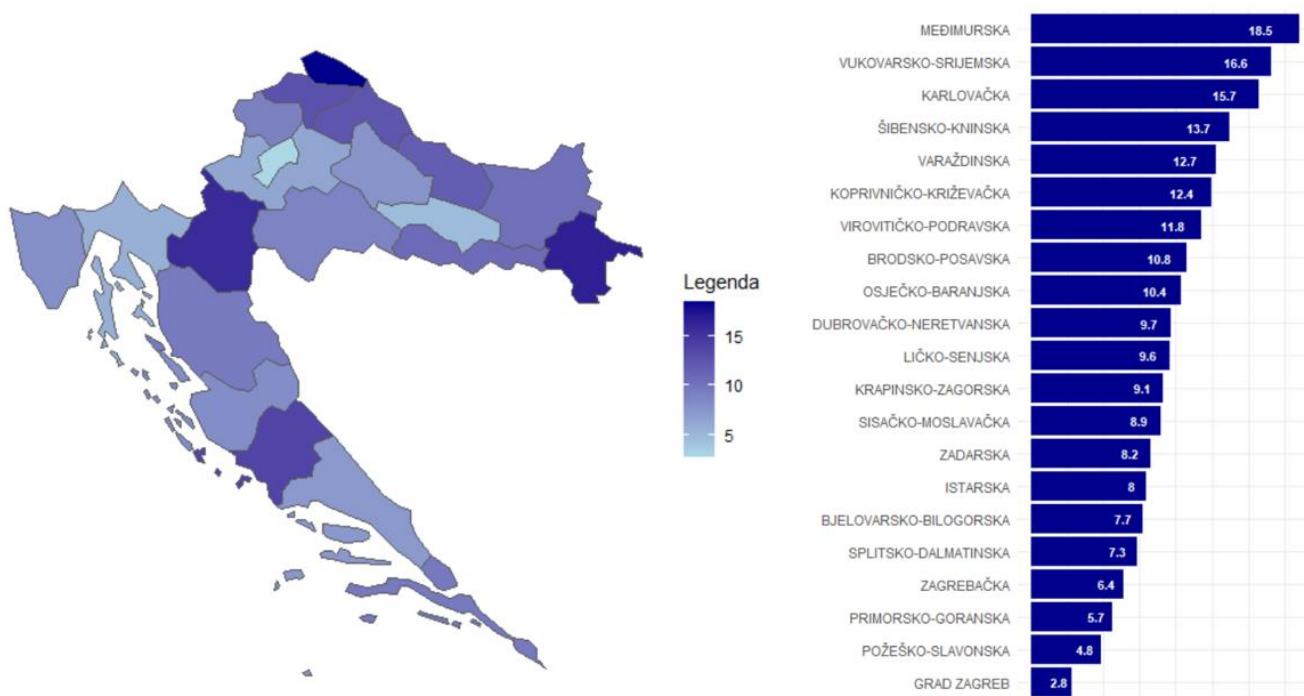 Legenda
15
10
5
MEĐIMURSKA 18.5
VUKOVARSKO-SRIJEMSKA 16.6
KARLOVAČKA 15.7
ŠIBENSKO-KNINSKA 13.7
VARAŽDINSKA 12.7
KOPRIVNIČKO-KRIŽEVAČKA 12.4
VIROVITIČKO-PODRAVSKA 11.8
BRODSKO-POSAVSKA 10.8
OSJEČKO-BARANJSKA 10.4
DUBROVAČKO-NERETVANSKA 9.7
LIČKO-SENJSKA 9.6
KRAPINSKO-ZAGORSKA 9.1
SISAČKO-MOSLAVAČKA 8.9
ZADARSKA 8.2
ISTARSKA 8
BJELOVARSKO-BILOGORSKA 7.7
SPLITSKO-DALMATINSKA 7.3
ZAGREBAČKA 6.4
PRIMORSKO-GORANSKA 5.7
POŽEŠKO-SLAVONSKA 4.8
GRAD ZAGREB 2.8